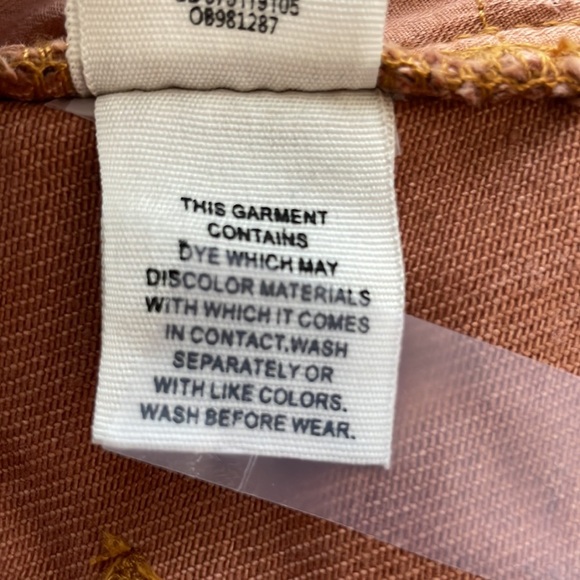 OB981287
THIS GARMENT
CONTAINS
DYE WHICH MAY
DISCOLOR MATERIALS
WITH WHICH IT COMES
IN CONTACT.WASH
SEPARATELY OR
WITH LIKE COLORS.
WASH BEFORE WEAR.